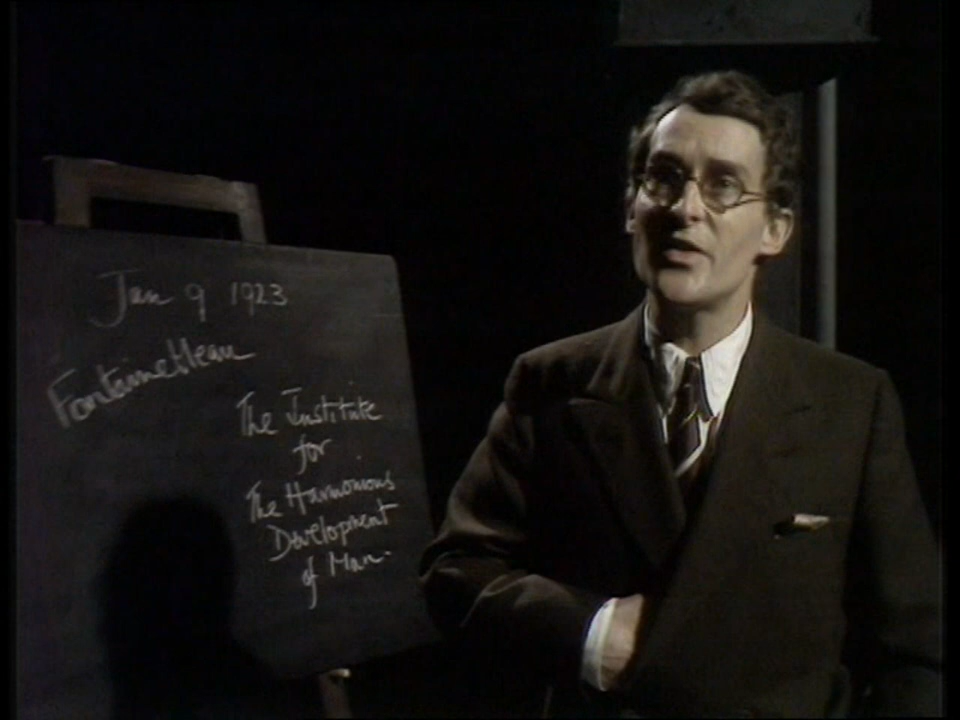 Jan 9 1923
Fontainebleau
The Institute
for
The Harmonious
Development
of Man.